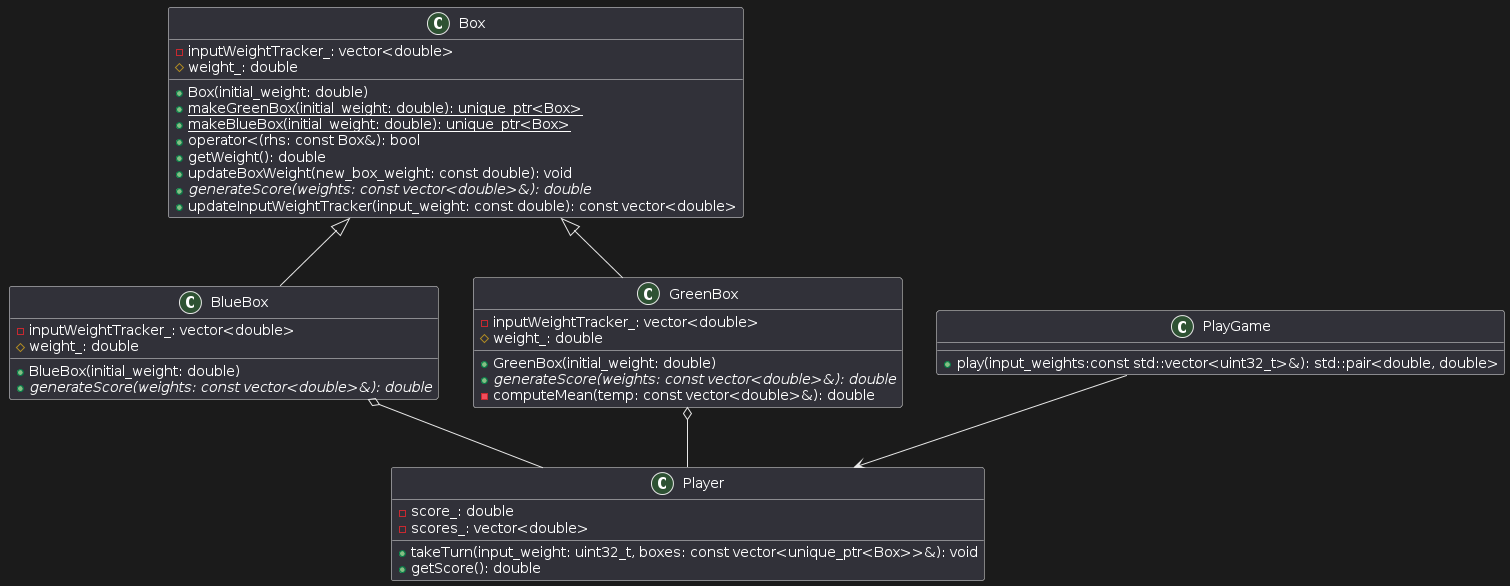 C Box
inputWeightTracker_: vector<double>
weight_: double
Box(initial_weight: double)
makeGreenBox(initial_weight: double): unique_ptr<Box>
makeBlueBox(initial_weight: double): unique_ptr<Box>
operator<(rhs: const Box&): bool
getWeight(): double
updateBoxWeight(new_box_weight: const double): void
generateScore(weights: const vector<double>&): double
updateInputWeightTracker(input_weight: const double): const vector<double>
C BlueBox
inputWeightTracker_: vector<double>
weight_: double
BlueBox(initial_weight: double)
generateScore(weights: const vector<double>&): double
C GreenBox
inputWeightTracker_: vector<double>
weight_: double
GreenBox(initial_weight: double)
generateScore(weights: const vector<double>&): double
computeMean(temp: const vector<double>&): double
C PlayGame
play(input_weights:const std::vector<uint32_t>&): std::pair<double, double>
C Player
score_: double
scores_: vector<double>
takeTurn(input_weight: uint32_t, boxes: const vector<unique_ptr<Box>>&): void
getScore(): double